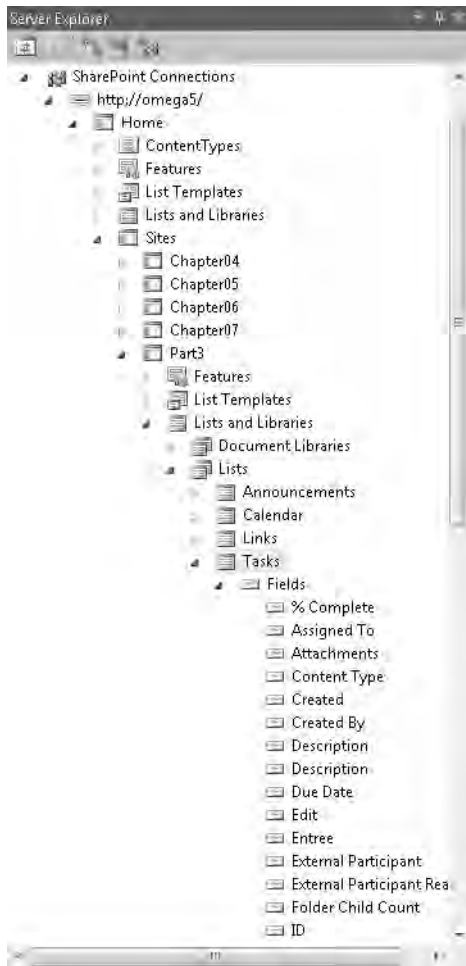 Server Explorer
SharePoint Connections
http://omega5/
Home
ContentTypes
Features
List Templates
Lists and Libraries
Sites
Chapter04
Chapter05
Chapter06
Chapter07
Part3
Features
List Templates
Lists and Libraries
Document Libraries
Lists
Announcements
Calendar
Links
Tasks
Fields
% Complete
Assigned To
Attachments
Content Type
Created
Created By
Description
Description
Due Date
Edit
Entree
External Participant
External Participant Rea
Folder Child Count
ID